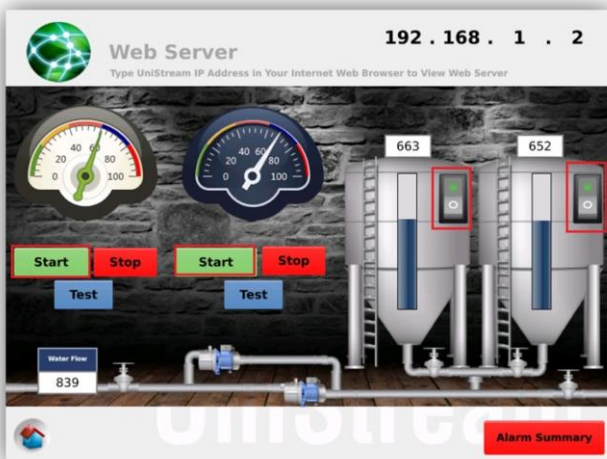 Web Server
192 . 168 . 1 . 2
Type UniStream IP Address in Your Internet Web Browser to View Web Server
0 20 40 60 80 100
0 20 40 60 80 100
663
652
Start Stop
Start Stop
Test
Test
Water Flow
839
UniStream
Alarm Summary